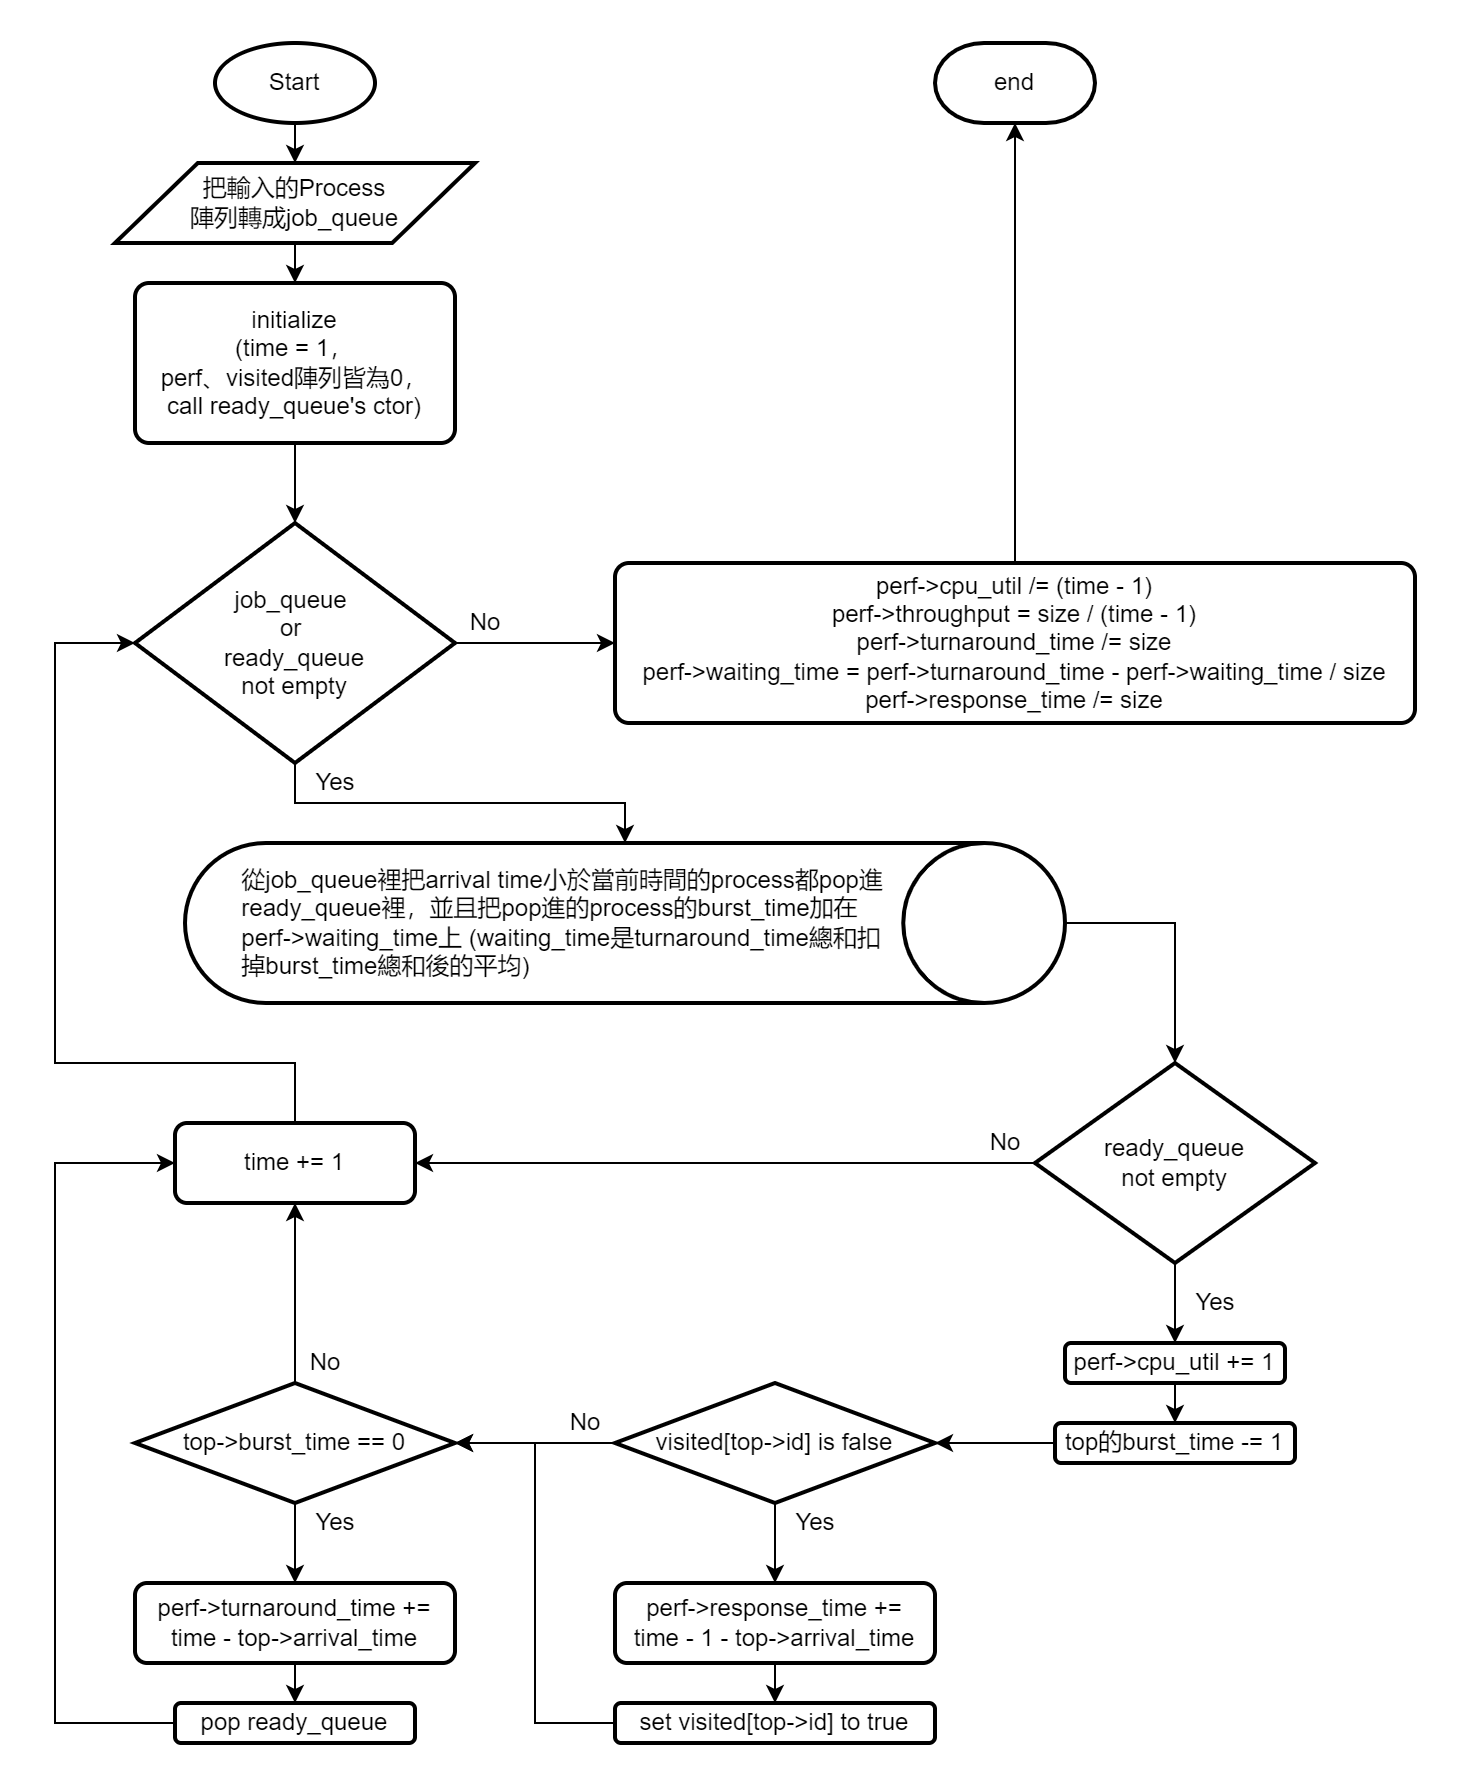 Start
end
把輸入的Process
陣列轉成job_queue
initialize
(time = 1,
perf、visited陣列皆為0,
call ready_queue's ctor)
job_queue
or
ready_queue
not empty
No
perf->cpu_util /= (time - 1)
perf->throughput = size / (time - 1)
perf->turnaround_time /= size
perf->waiting_time = perf->turnaround_time - perf->waiting_time / size
perf->response_time /= size
Yes
從job_queue裡把arrival time小於當前時間的process都pop進
ready_queue裡，並且把pop進的process的burst_time加在
perf->waiting_time上 (waiting_time是turnaround_time總和扣
掉burst_time總和後的平均)
time += 1
No
ready_queue
not empty
Yes
perf->cpu_util += 1
top的burst_time -= 1
visited[top->id] is false
No
top->burst_time == 0
No
Yes
Yes
perf->turnaround_time +=
time - top->arrival_time
perf->response_time +=
time - 1 - top->arrival_time
pop ready_queue
set visited[top->id] to true